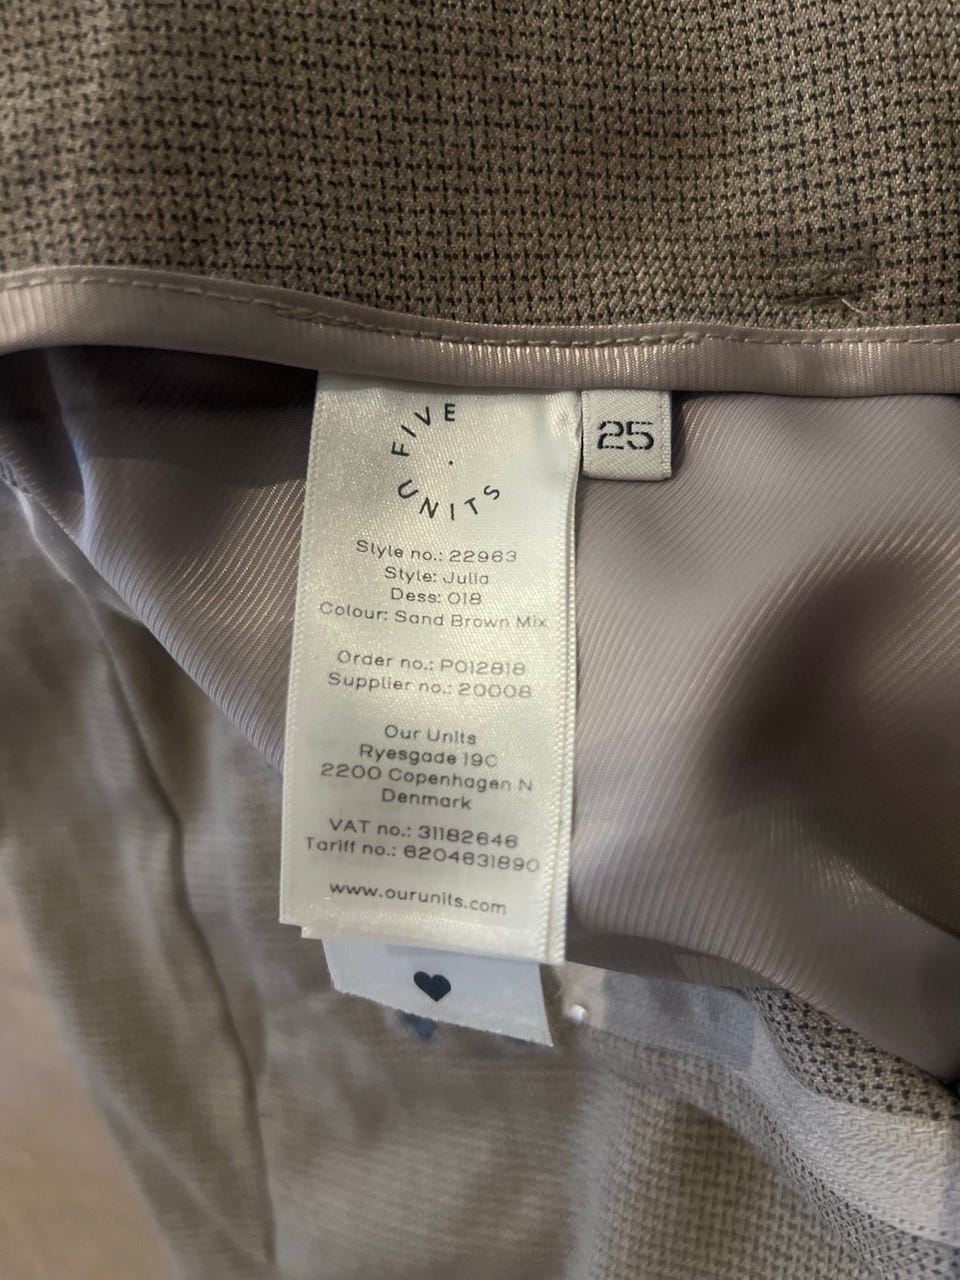 FIVE
UNITS
25
Style no.: 22963
Style: Julia
Dess: 018
Colour: Sand Brown Mix
Order no.: PO12818
Supplier no.: 20008
Our Units
Ryesgade 19C
2200 Copenhagen N
Denmark
VAT no.: 31182646
Tariff no.: 6204631890
www.ourunits.com